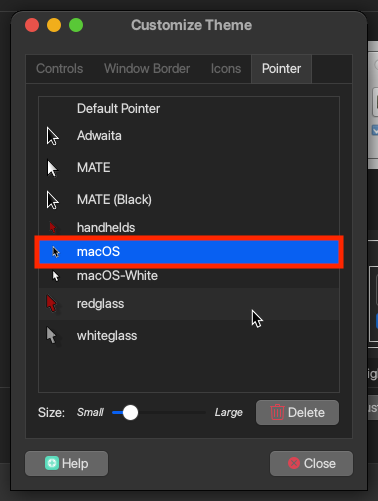 Customize Theme
Controls Window Border Icons Pointer
Default Pointer
Adwaita
MATE
MATE (Black)
handhelds
macOS
macOS-White
redglass
whiteglass
Size: Small Large Delete
Help Close